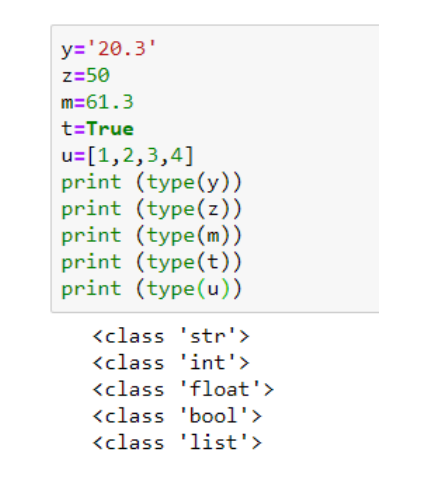 y='20.3'
z=50
m=61.3
t=True
u=[1,2,3,4]
print (type(y))
print (type(z))
print (type(m))
print (type(t))
print (type(u))
<class 'str'>
<class 'int'>
<class 'float'>
<class 'bool'>
<class 'list'>